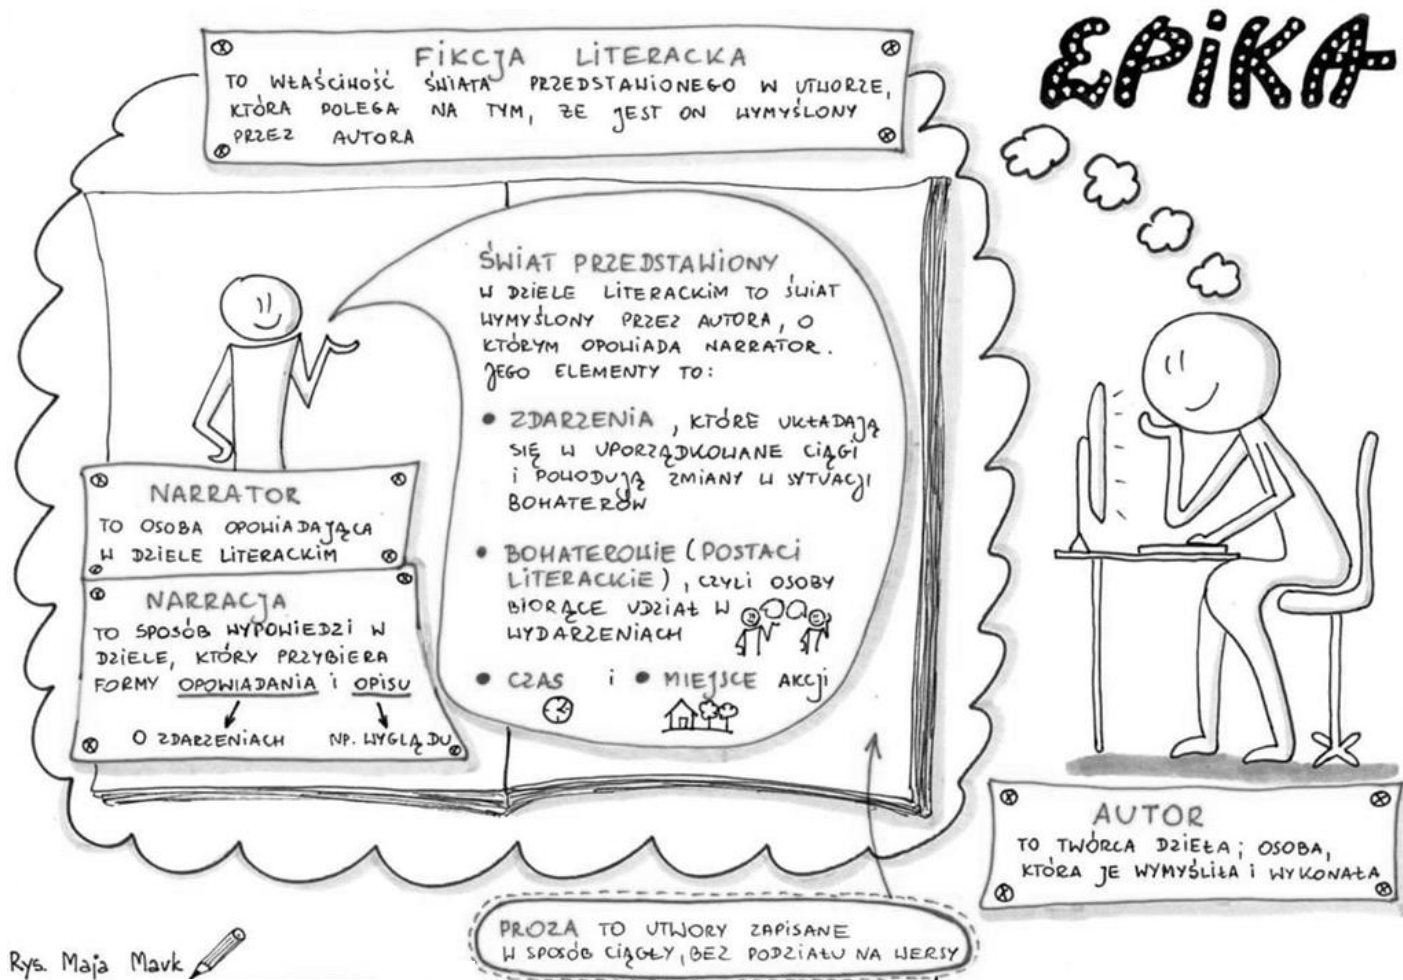 EPIKA
FIKCJA LITERACKA
TO WŁAŚCIWOŚĆ ŚWIATA PRZEDSTAWIONEGO W UTWORZE,
KTÓRA POLEGA NA TYM, ŻE JEST ON WYMYŚLONY
PRZEZ AUTORA
ŚWIAT PRZEDSTAWIONY
W DZIELE LITERACKIM TO ŚWIAT
WYMYŚLONY PRZEZ AUTORA, O
KTÓRYM OPOWIADA NARRATOR.
JEGO ELEMENTY TO:
• ZDARZENIA, KTÓRE UKŁADAJĄ
SIĘ W UPORZĄDKOWANE CIĄGI
I POWODUJĄ ZMIANY W SYTUACJI
BOHATERÓW
• BOHATEROWIE (POSTACI
LITERACKIE), CZYLI OSOBY
BIORĄCE UDZIAŁ W
WYDARZENIACH
• CZAS i • MIEJSCE AKCJI
NARRATOR
TO OSOBA OPOWIADAJĄCA
W DZIELE LITERACKIM
NARRACJA
TO SPOSÓB WYPOWIEDZI W
DZIELE, KTÓRY PRZYBIERA
FORMY OPOWIADANIA i OPISU
O ZDARZENIACH NP. WYGLĄDU
AUTOR
TO TWÓRCA DZIEŁA; OSOBA,
KTÓRA JE WYMYŚLIŁA i WYKONAŁA
PROZA TO UTWORY ZAPISANE
W SPOSÓB CIĄGŁY, BEZ PODZIAŁU NA WERSY
Rys. Maja Mavk